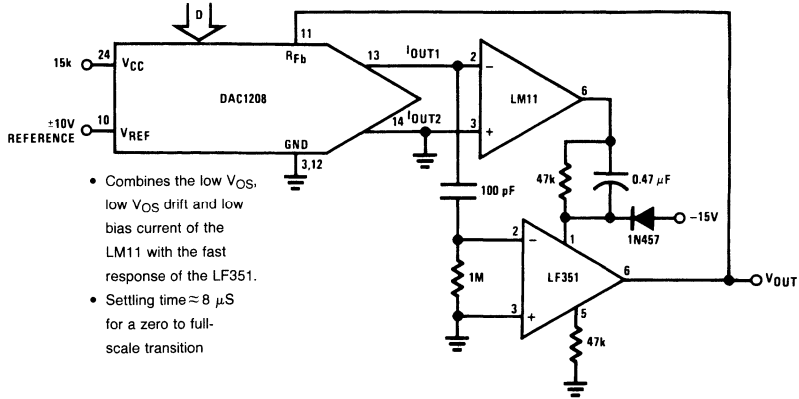 D
11
RFb
24
15k
VCC
DAC1208
13
IOUT1
2
−
LM11
6
±10V
REFERENCE
10
VREF
14
IOUT2
3
+
GND
3,12
47k
0.47 μF
100 pF
−15V
1N457
1
• Combines the low VOS,
low VOS drift and low
bias current of the
LM11 with the fast
response of the LF351.
• Settling time ≈ 8 μS
for a zero to full-
scale transition
2
−
1M
LF351
6
VOUT
3
+
5
47k